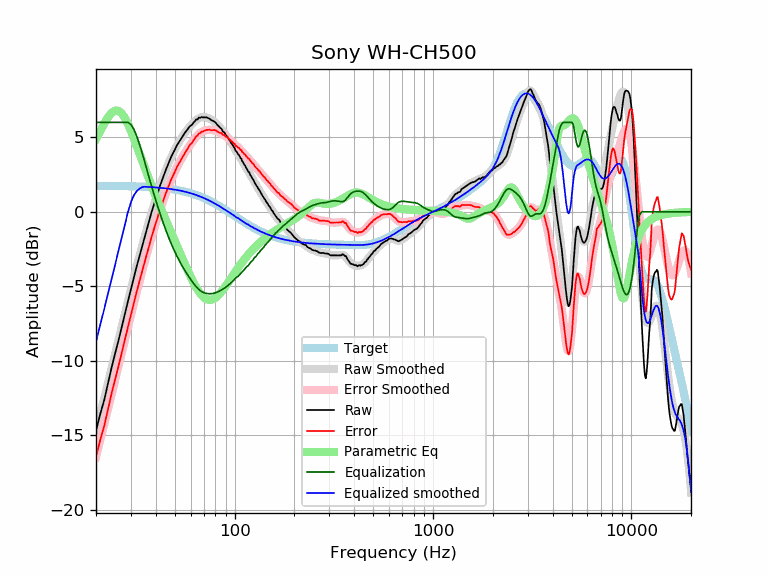 Sony WH-CH500
Amplitude (dBr)
5
0
−5
−10
−15
−20
Target
Raw Smoothed
Error Smoothed
Raw
Error
Parametric Eq
Equalization
Equalized smoothed
100
1000
10000
Frequency (Hz)